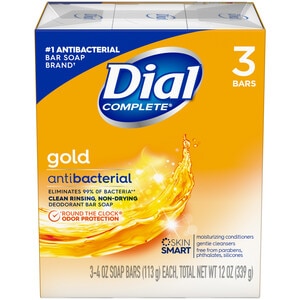 #1 ANTIBACTERIAL
BAR SOAP
BRAND†
Dial
COMPLETE®
3
BARS
gold
antibacterial
ELIMINATES 99% OF BACTERIA**
CLEAN RINSING, NON-DRYING
DEODORANT BAR SOAP
'ROUND THE CLOCK®
ODOR PROTECTION
SKIN
SMART
moisturizing conditioners
gentle cleansers
free from parabens,
phthalates, silicones
3-4 OZ SOAP BARS (113 g) EACH, TOTAL NET WT 12 OZ (339 g)